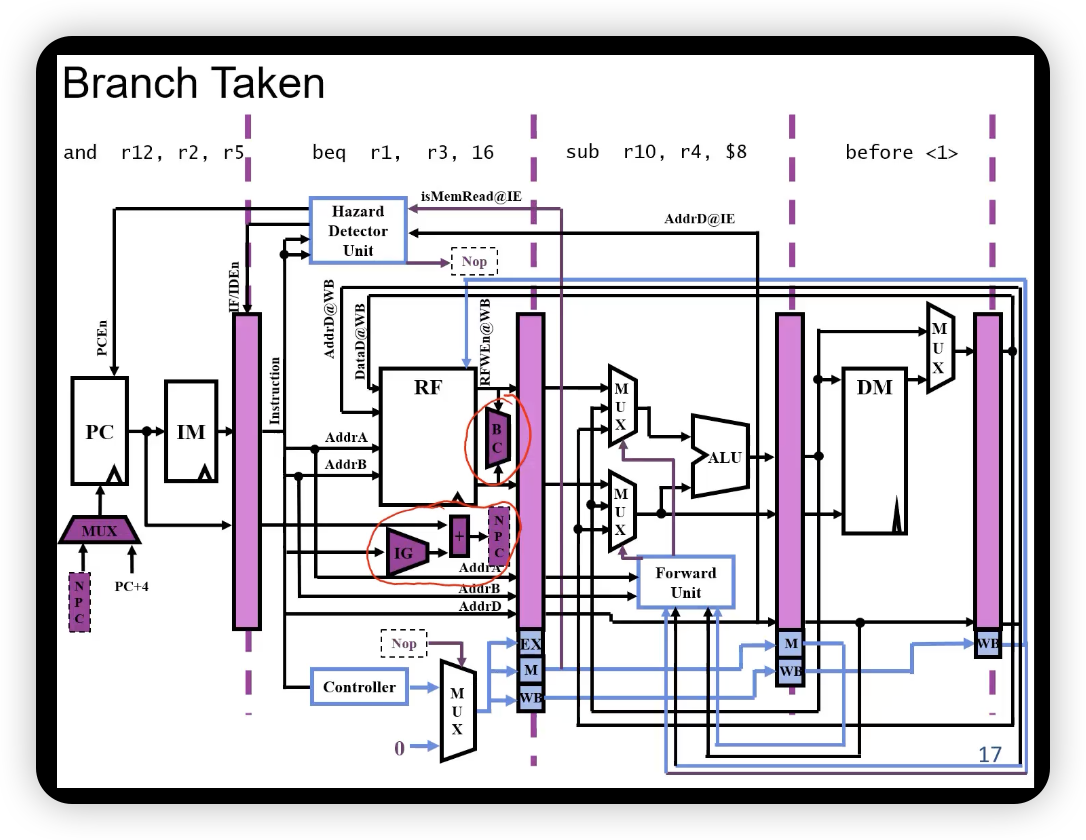 Branch Taken
and r12, r2, r5
beq r1, r3, 16
sub r10, r4, $8
before <1>
isMemRead@IE
AddrD@IE
Hazard
Detector
Unit
Nop
IF/IDEn
PCEn
AddrD@WB
DataD@WB
RFWEn@WB
Instruction
PC
IM
RF
BC
MUX
MUX
ALU
DM
MUX
AddrA
AddrB
MUX
NPC
PC+4
IG
+
NPC
AddrA
AddrB
AddrD
Forward
Unit
Nop
Controller
0
MUX
EX
M
WB
M
WB
WB
17